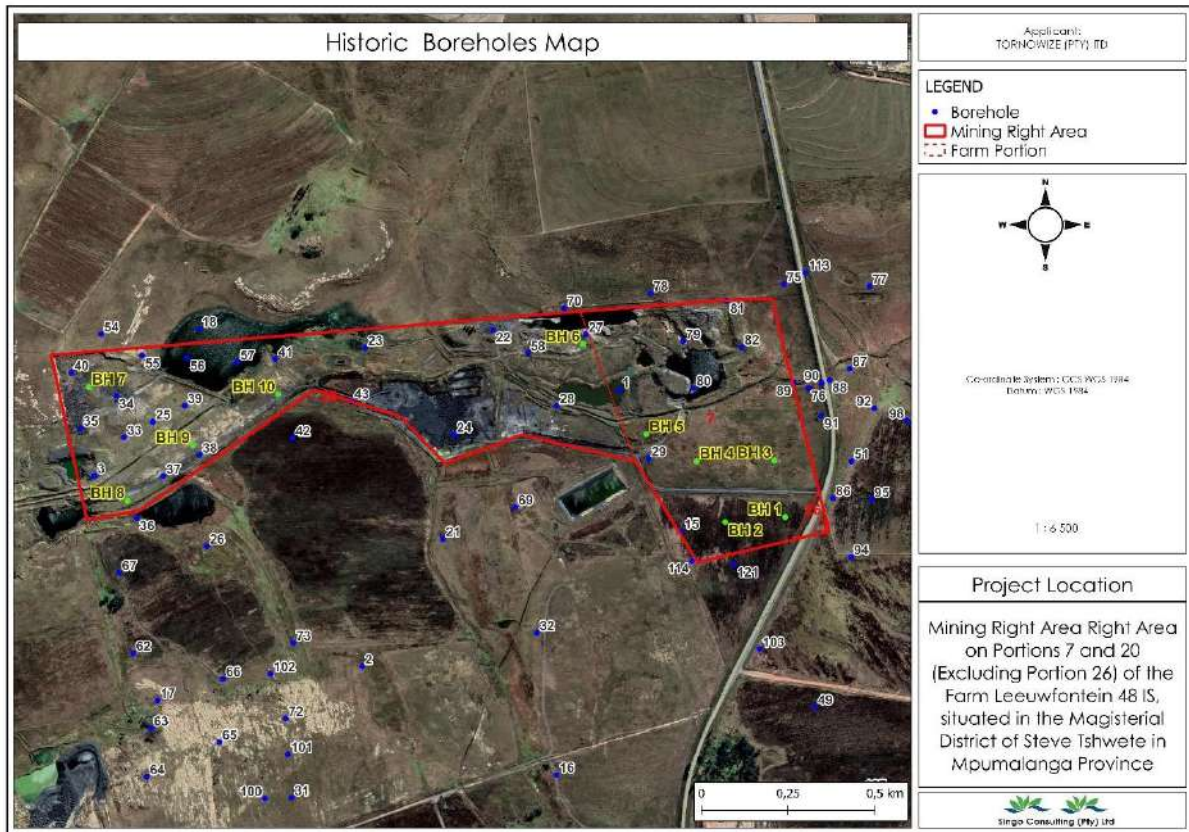 Historic Boreholes Map
Applicant:
TORNOWIZE (PTY) lTD
LEGEND
Borehole
Mining Right Area
Farm Portion
N
W
E
S
Co-ordinate System : GCS WGS 1984
Datum: WGS 1984
1 : 6 500
Project Location
Mining Right Area Right Area
on Portions 7 and 20
(Excluding Portion 26) of the
Farm Leeuwfontein 48 IS,
situated in the Magisterial
District of Steve Tshwete in
Mpumalanga Province
Singo Consulting (Pty) Ltd
113
75
77
78
70
81
54
18
22
27
79
82
BH 6
23
58
55
56
57
41
40
BH 7
34
BH 10
39
43
28
1
80
89
90
76
88
87
92
98
91
35
25
33
42
24
BH 5
7
BH 9
38
29
BH 4
BH 3
51
3
37
BH 8
86
95
36
69
15
BH 1
BH 2
26
21
114
121
94
67
32
73
103
62
102
2
66
17
49
72
63
65
101
64
16
100
31
0
0,25
0,5 km